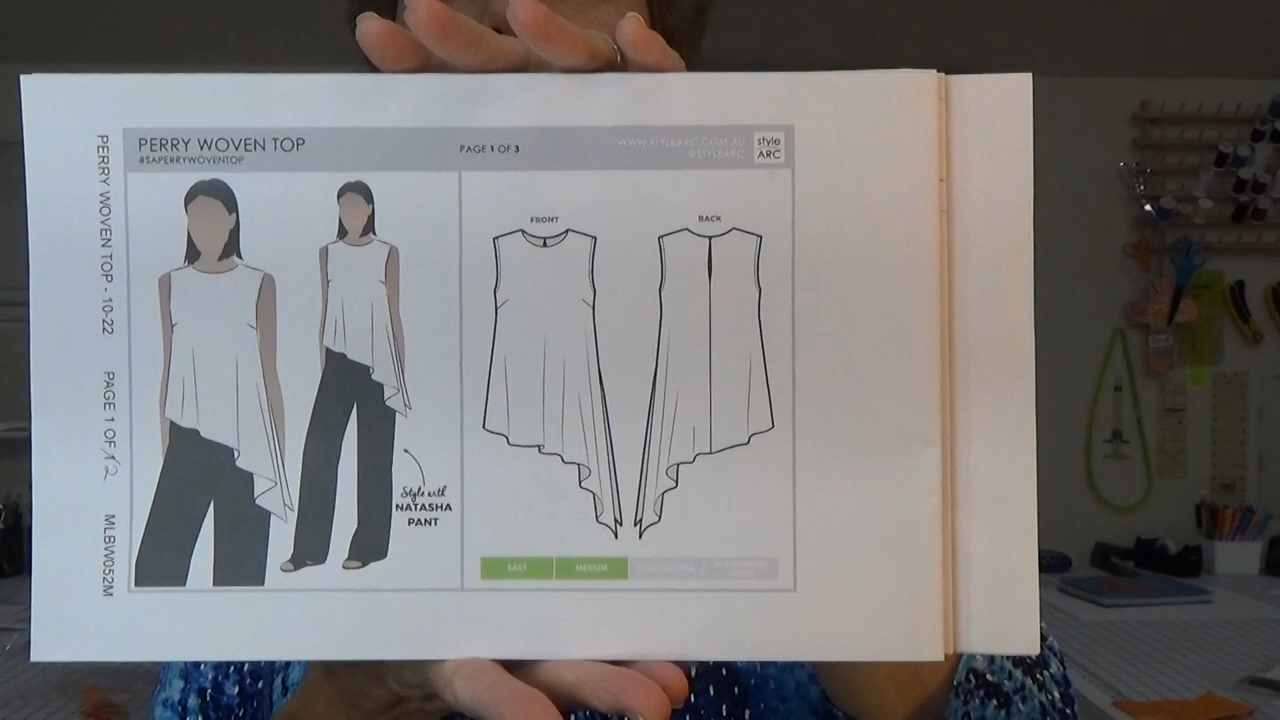 PERRY WOVEN TOP - 10-22 PAGE 1 OF 12 MLBW052M
PERRY WOVEN TOP
#SAPERRYWOVENTOP
PAGE 1 OF 3
WWW.STYLEARC.COM.AU
@STYLEARC
style
ARC
FRONT
BACK
Style with
NATASHA
PANT
EASY
MEDIUM